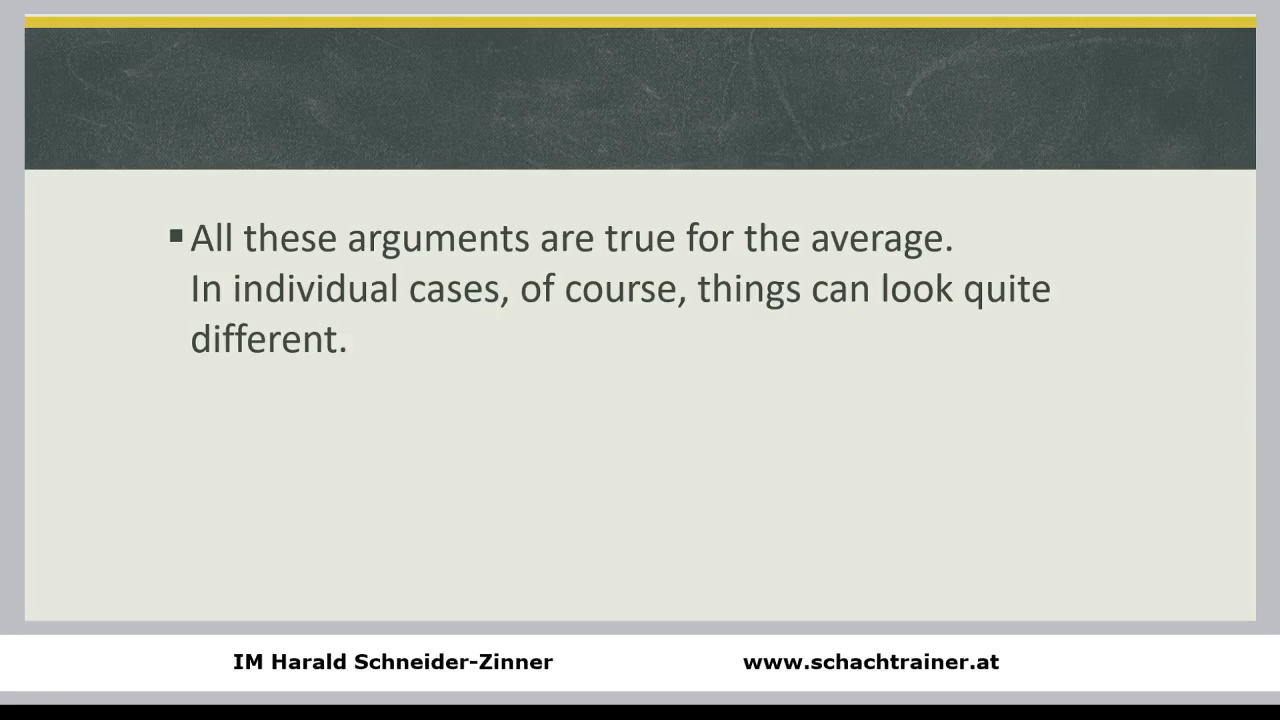 ▪ All these arguments are true for the average.
In individual cases, of course, things can look quite
different.
IM Harald Schneider-Zinner www.schachtrainer.at